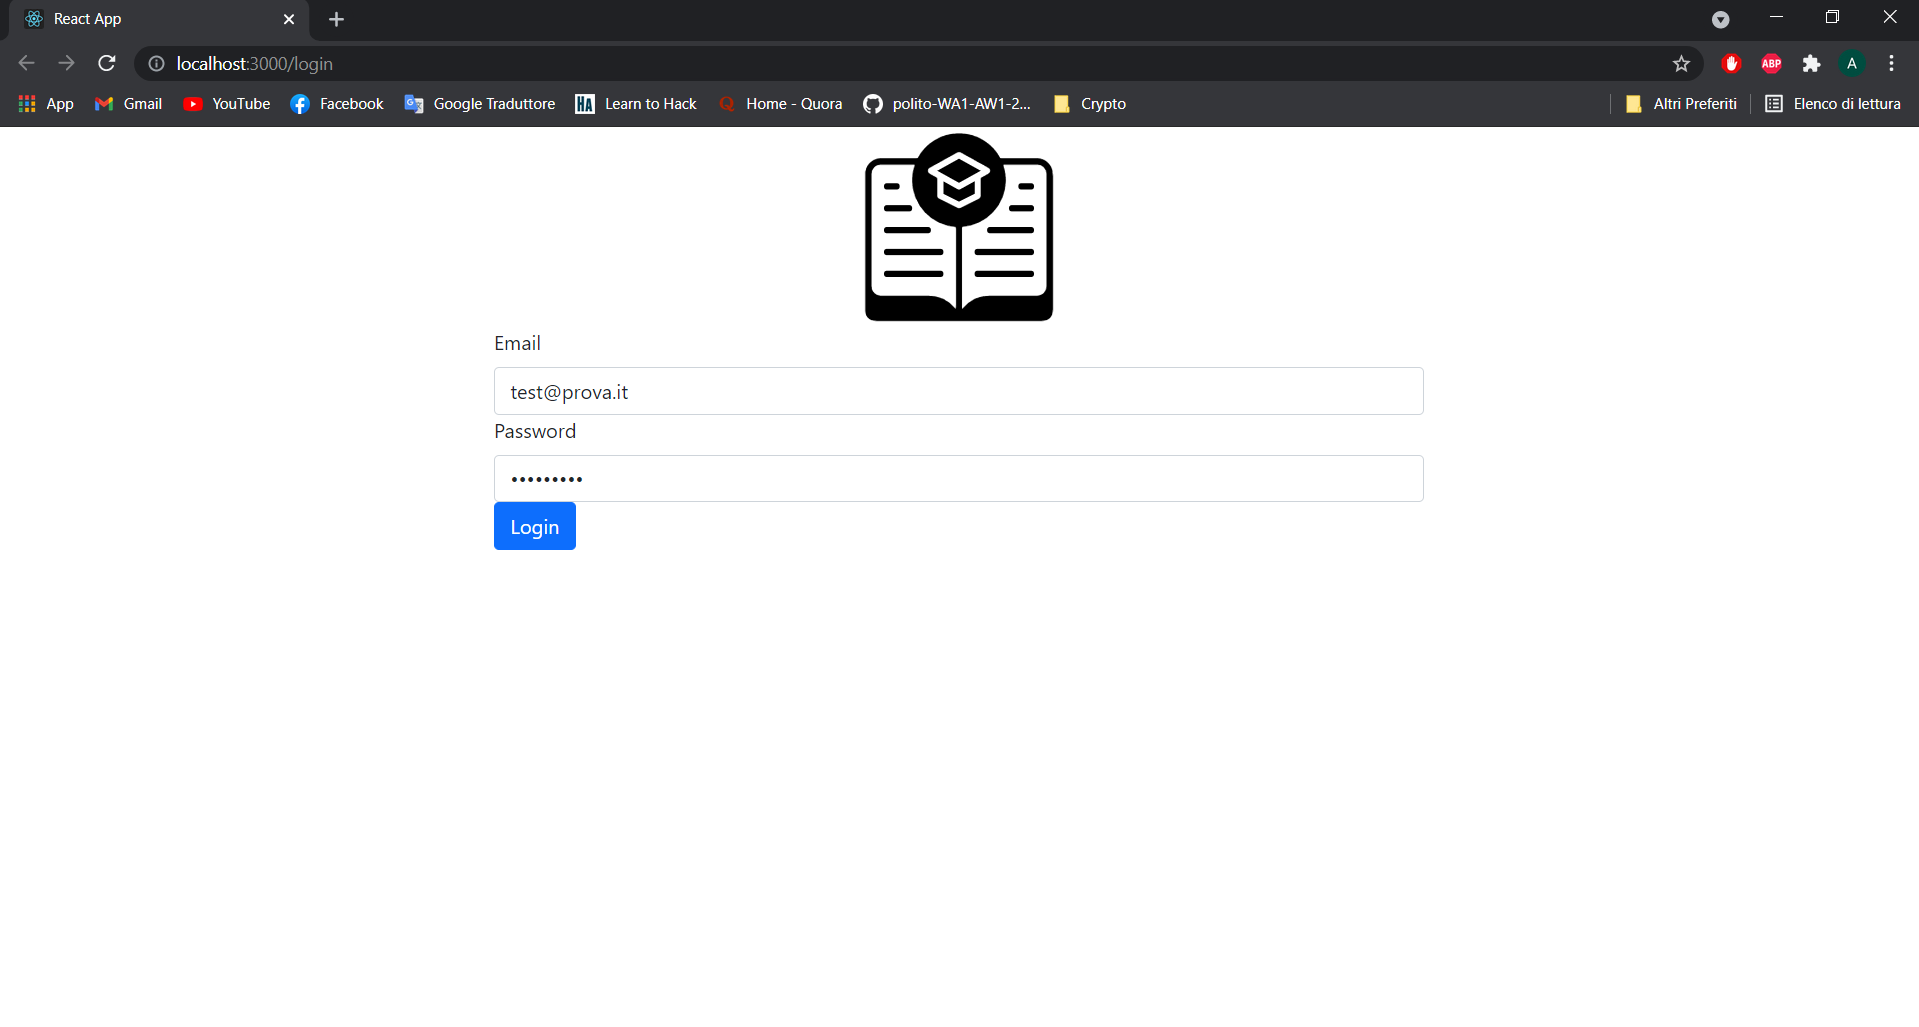 React App
localhost:3000/login
ABP
A
App Gmail YouTube Facebook Google Traduttore HA Learn to Hack Q Home - Quora polito-WA1-AW1-2... Crypto Altri Preferiti Elenco di lettura
Email
test@prova.it
Password
•••••••••
Login